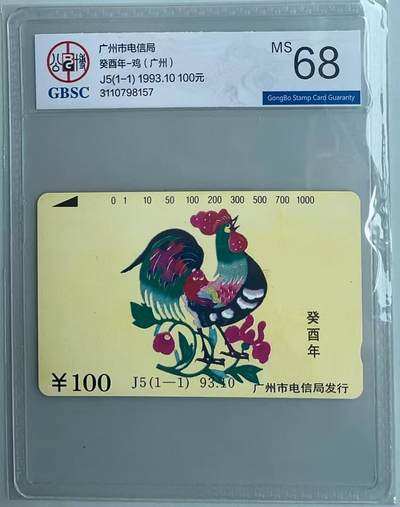 广州市电信局
癸酉年-鸡（广州）
J5(1-1) 1993.10 100元
3110798157
GBSC
MS 68
GongBo Stamp Card Guaranty
0 1 10 50 100 200 300 500 700 1000
癸酉年
¥100
J5(1—1) 93.10
广州市电信局发行